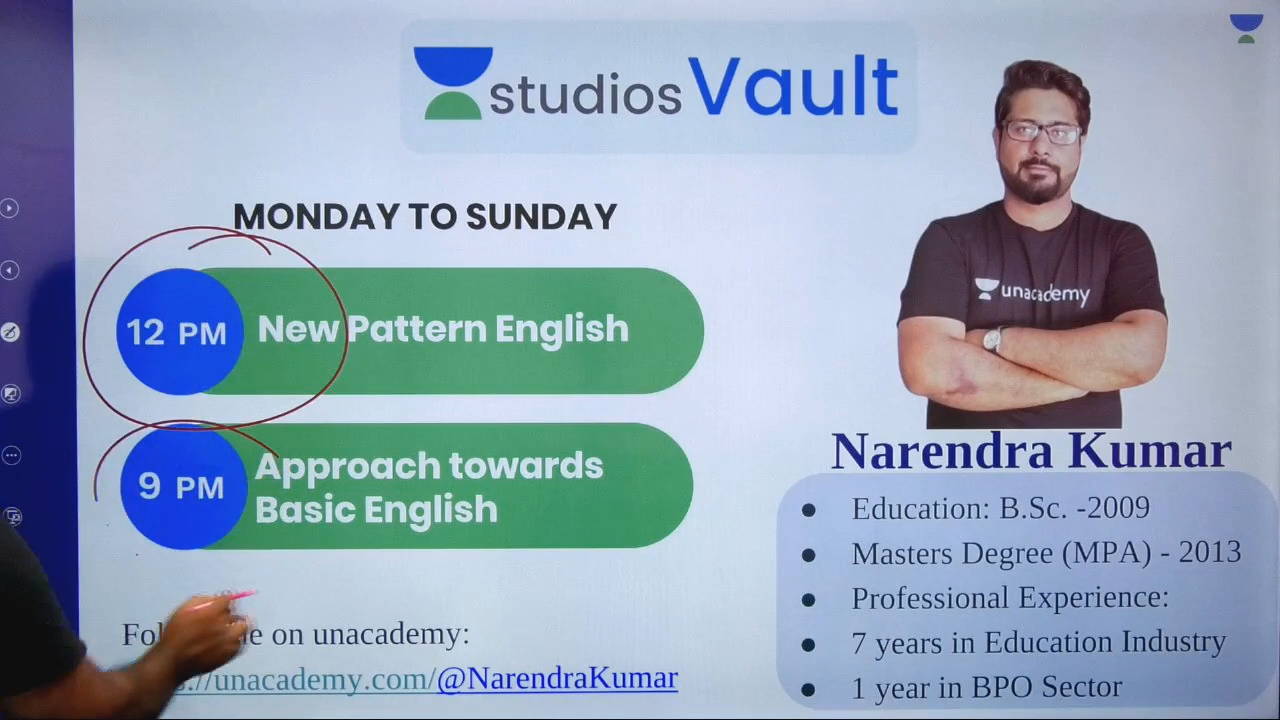 studios Vault
MONDAY TO SUNDAY
12 PM New Pattern English
9 PM Approach towards
Basic English
on unacademy:
://unacademy.com/@NarendraKumar
unacademy
Narendra Kumar
• Education: B.Sc. -2009
• Masters Degree (MPA) - 2013
• Professional Experience:
• 7 years in Education Industry
• 1 year in BPO Sector